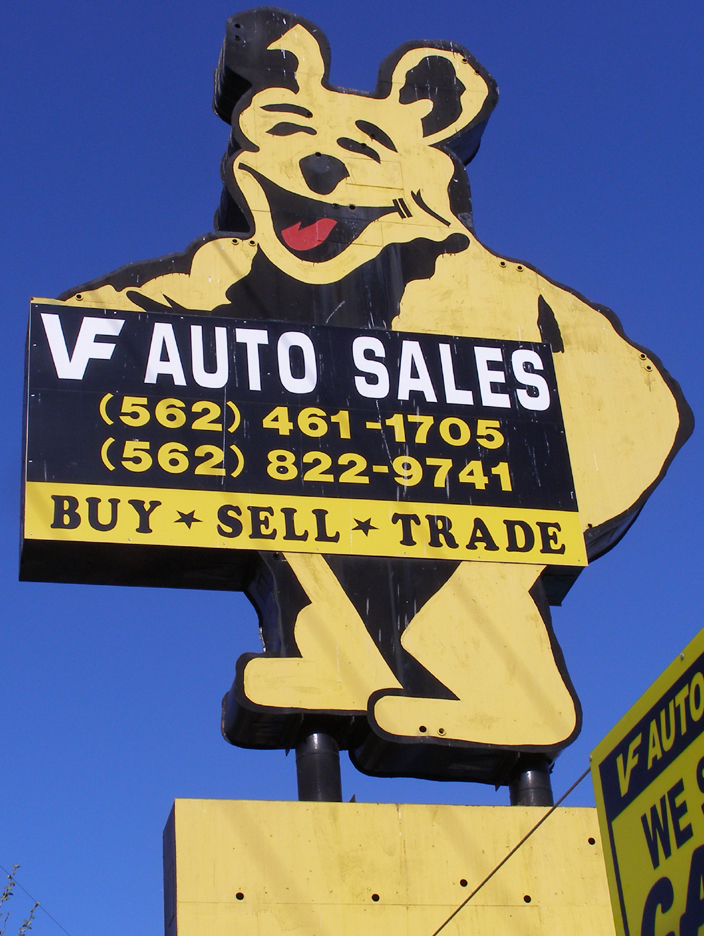 VF AUTO SALES
(562) 461-1705
(562) 822-9741
BUY ★ SELL ★ TRADE
VF AUTO
WE